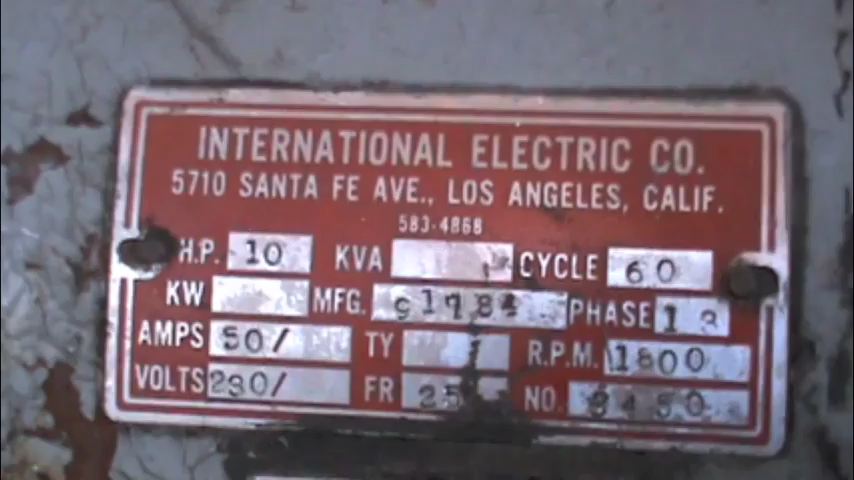 INTERNATIONAL ELECTRIC CO.
5710 SANTA FE AVE., LOS ANGELES, CALIF.
583-4868
H.P. 10 KVA CYCLE 60
KW MFG. PHASE 1
AMPS 50/ TY R.P.M. 1800
VOLTS 230/ FR NO.